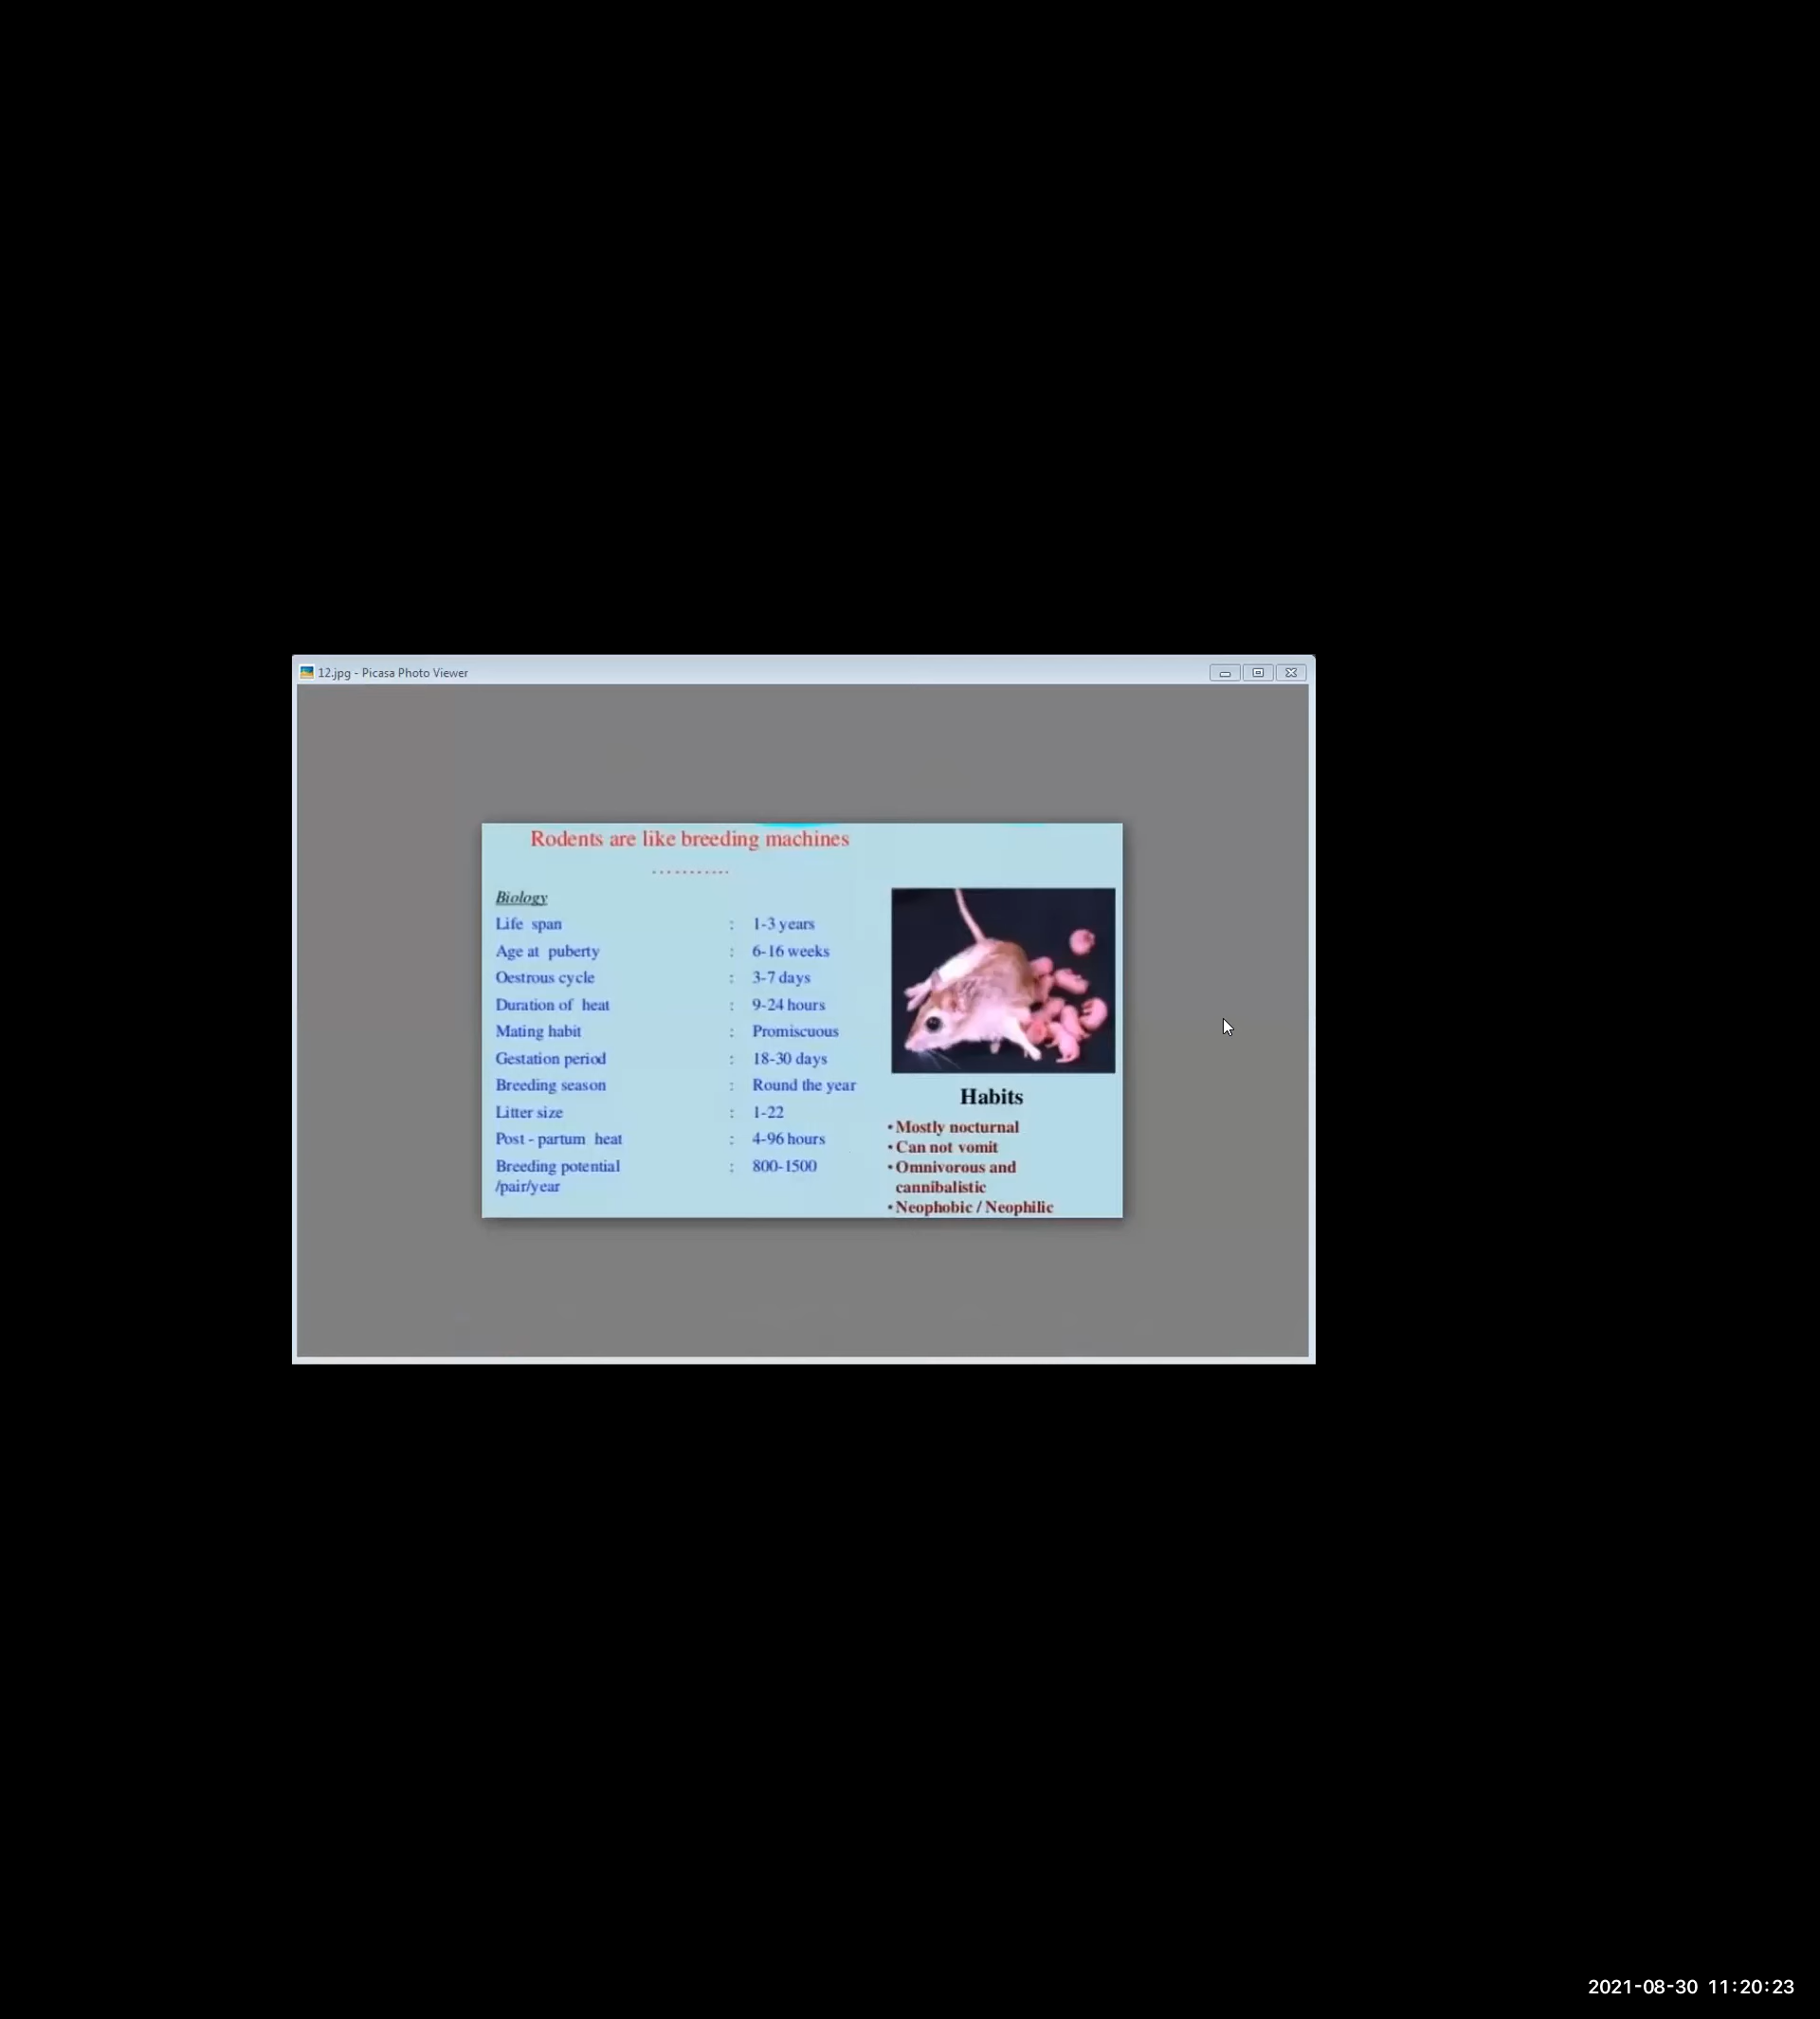 12.jpg - Picasa Photo Viewer
Rodents are like breeding machines
...........
Biology
Life span : 1-3 years
Age at puberty : 6-16 weeks
Oestrous cycle : 3-7 days
Duration of heat : 9-24 hours
Mating habit : Promiscuous
Gestation period : 18-30 days
Breeding season : Round the year
Litter size : 1-22
Post - partum heat : 4-96 hours
Breeding potential : 800-1500
/pair/year
Habits
• Mostly nocturnal
• Can not vomit
• Omnivorous and
cannibalistic
• Neophobic / Neophilic
2021-08-30 11:20:23